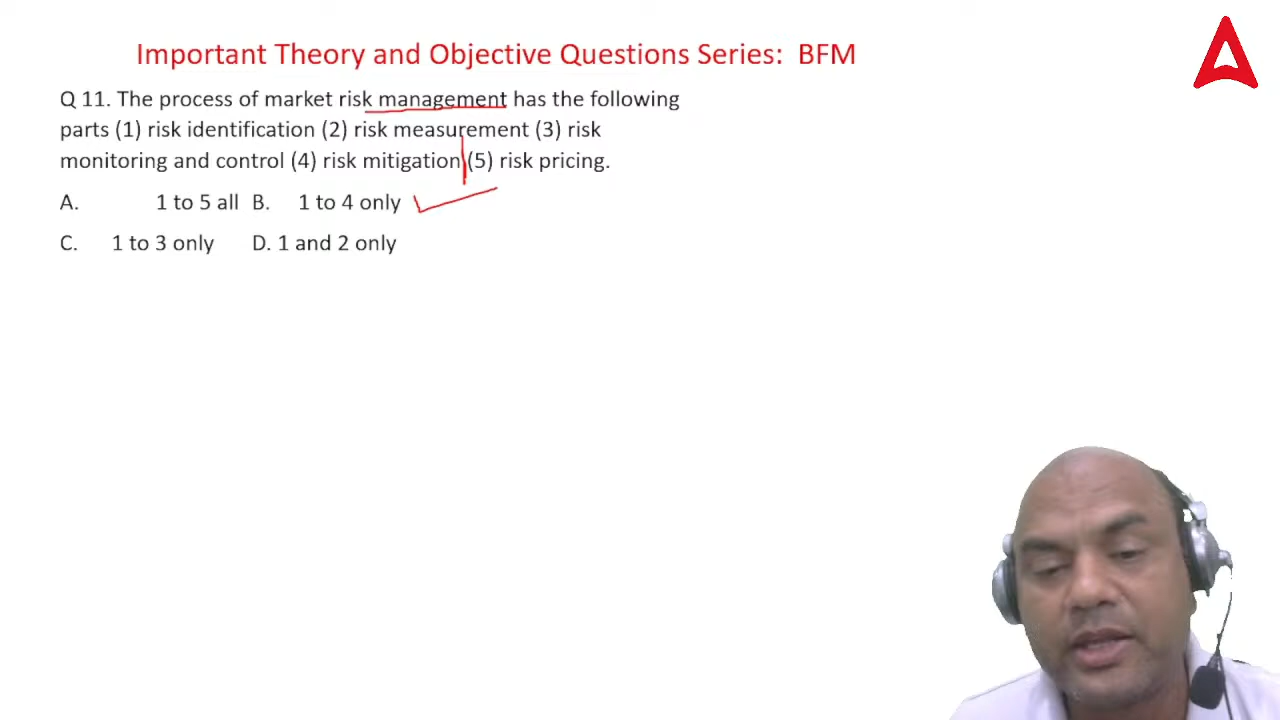 Important Theory and Objective Questions Series: BFM
Q 11. The process of market risk management has the following
parts (1) risk identification (2) risk measurement (3) risk
monitoring and control (4) risk mitigation (5) risk pricing.
A. 1 to 5 all B. 1 to 4 only
C. 1 to 3 only D. 1 and 2 only